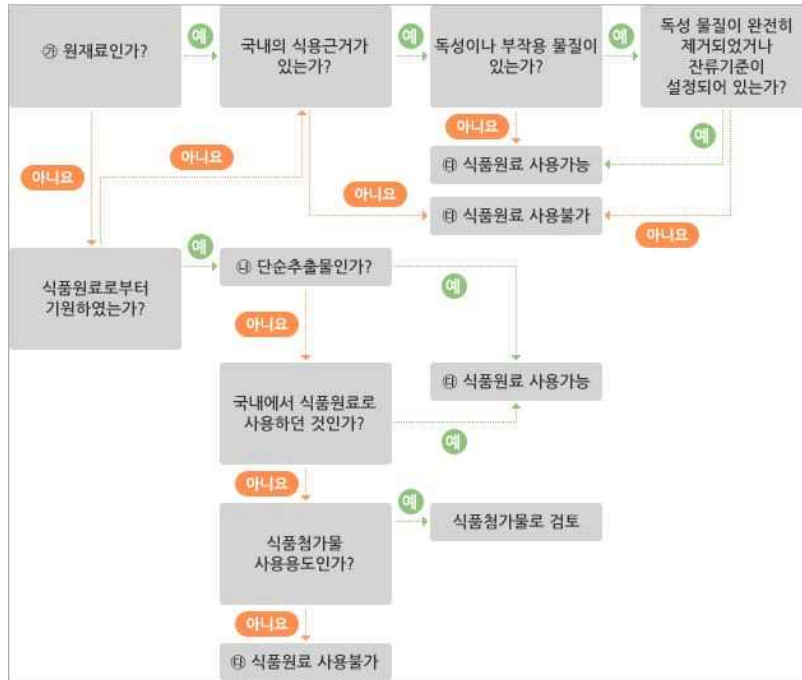 ㉮ 원재료인가?
예
국내의 식용근거가
있는가?
예
독성이나 부작용 물질이
있는가?
예
독성 물질이 완전히
제거되었거나
잔류기준이
설정되어 있는가?
아니요
예
아니요
㉰ 식품원료 사용가능
아니요
아니요
㉰ 식품원료 사용불가
아니요
식품원료로부터
기원하였는가?
예
㉯ 단순추출물인가?
예
아니요
국내에서 식품원료로
사용하던 것인가?
㉰ 식품원료 사용가능
예
아니요
식품첨가물
사용용도인가?
예
식품첨가물로 검토
아니요
㉰ 식품원료 사용불가